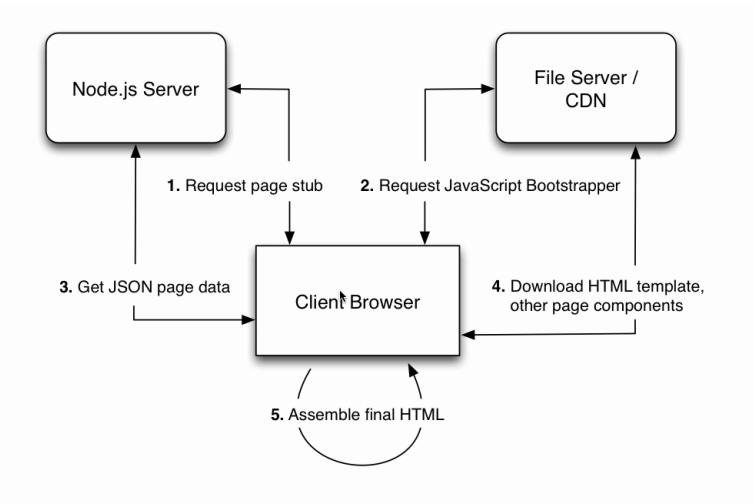 Node.js Server
File Server /
CDN
1. Request page stub
2. Request JavaScript Bootstrapper
3. Get JSON page data
Client Browser
4. Download HTML template,
other page components
5. Assemble final HTML